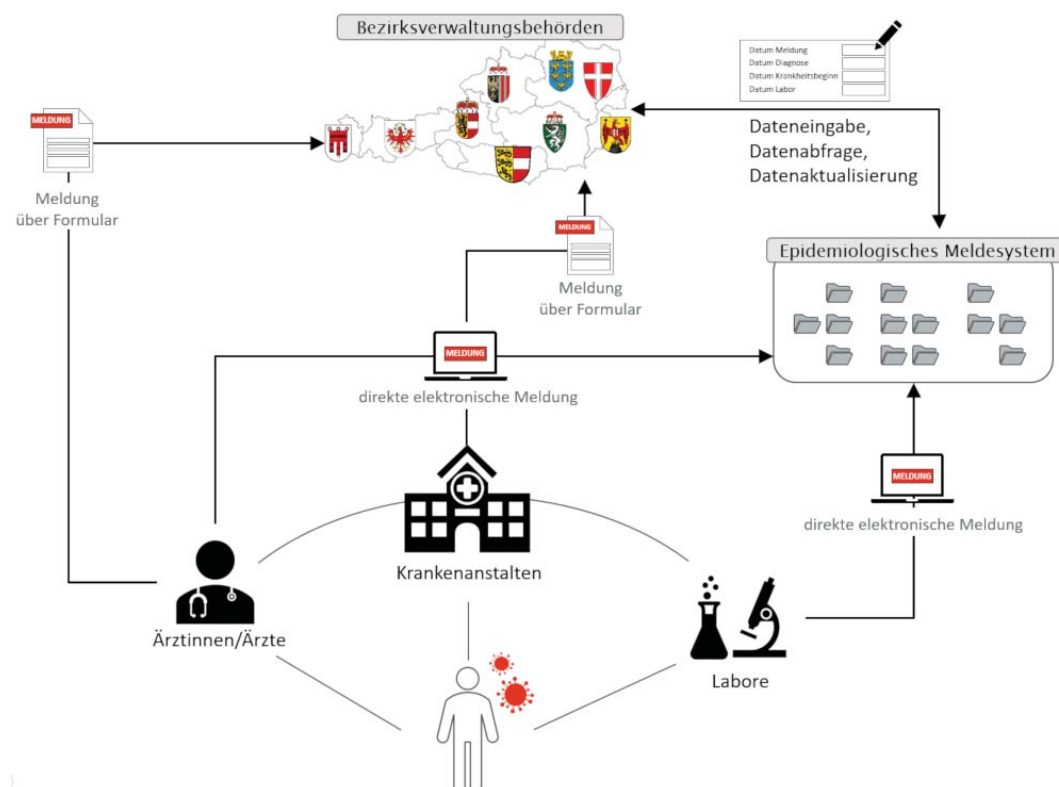 Bezirksverwaltungsbehörden
Datum Meldung
Datum Diagnose
Datum Krankheitsbeginn
Datum Labor
MELDUNG
Meldung
über Formular
Dateneingabe,
Datenabfrage,
Datenaktualisierung
MELDUNG
Meldung
über Formular
Epidemiologisches Meldesystem
MELDUNG
direkte elektronische Meldung
MELDUNG
direkte elektronische Meldung
Krankenanstalten
Ärztinnen/Ärzte
Labore
)